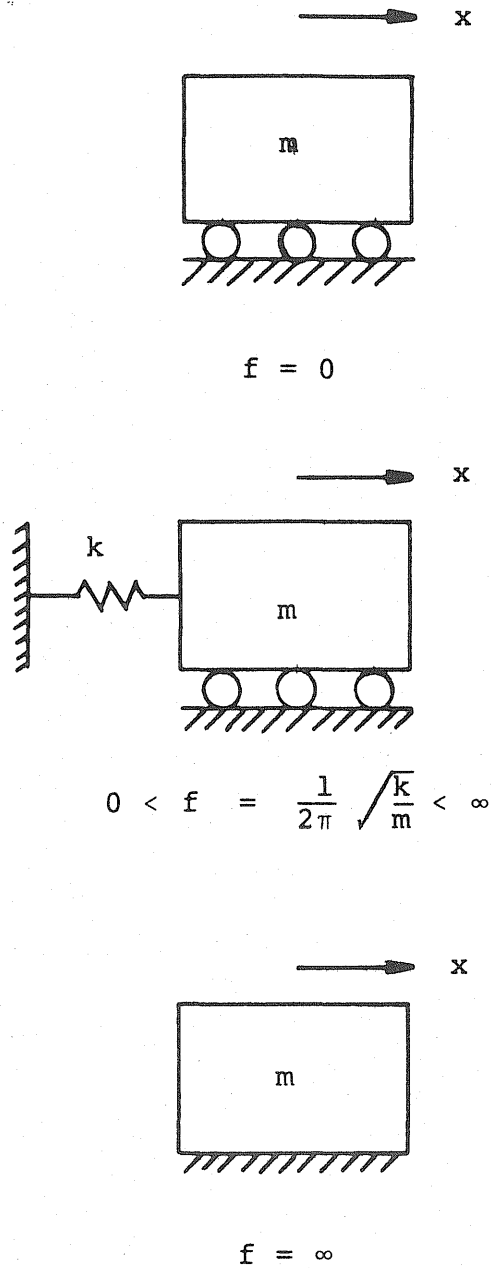 x
m
f = 0
x
k
m
0 < f = 1/2π √k/m < ∞
x
m
f = ∞